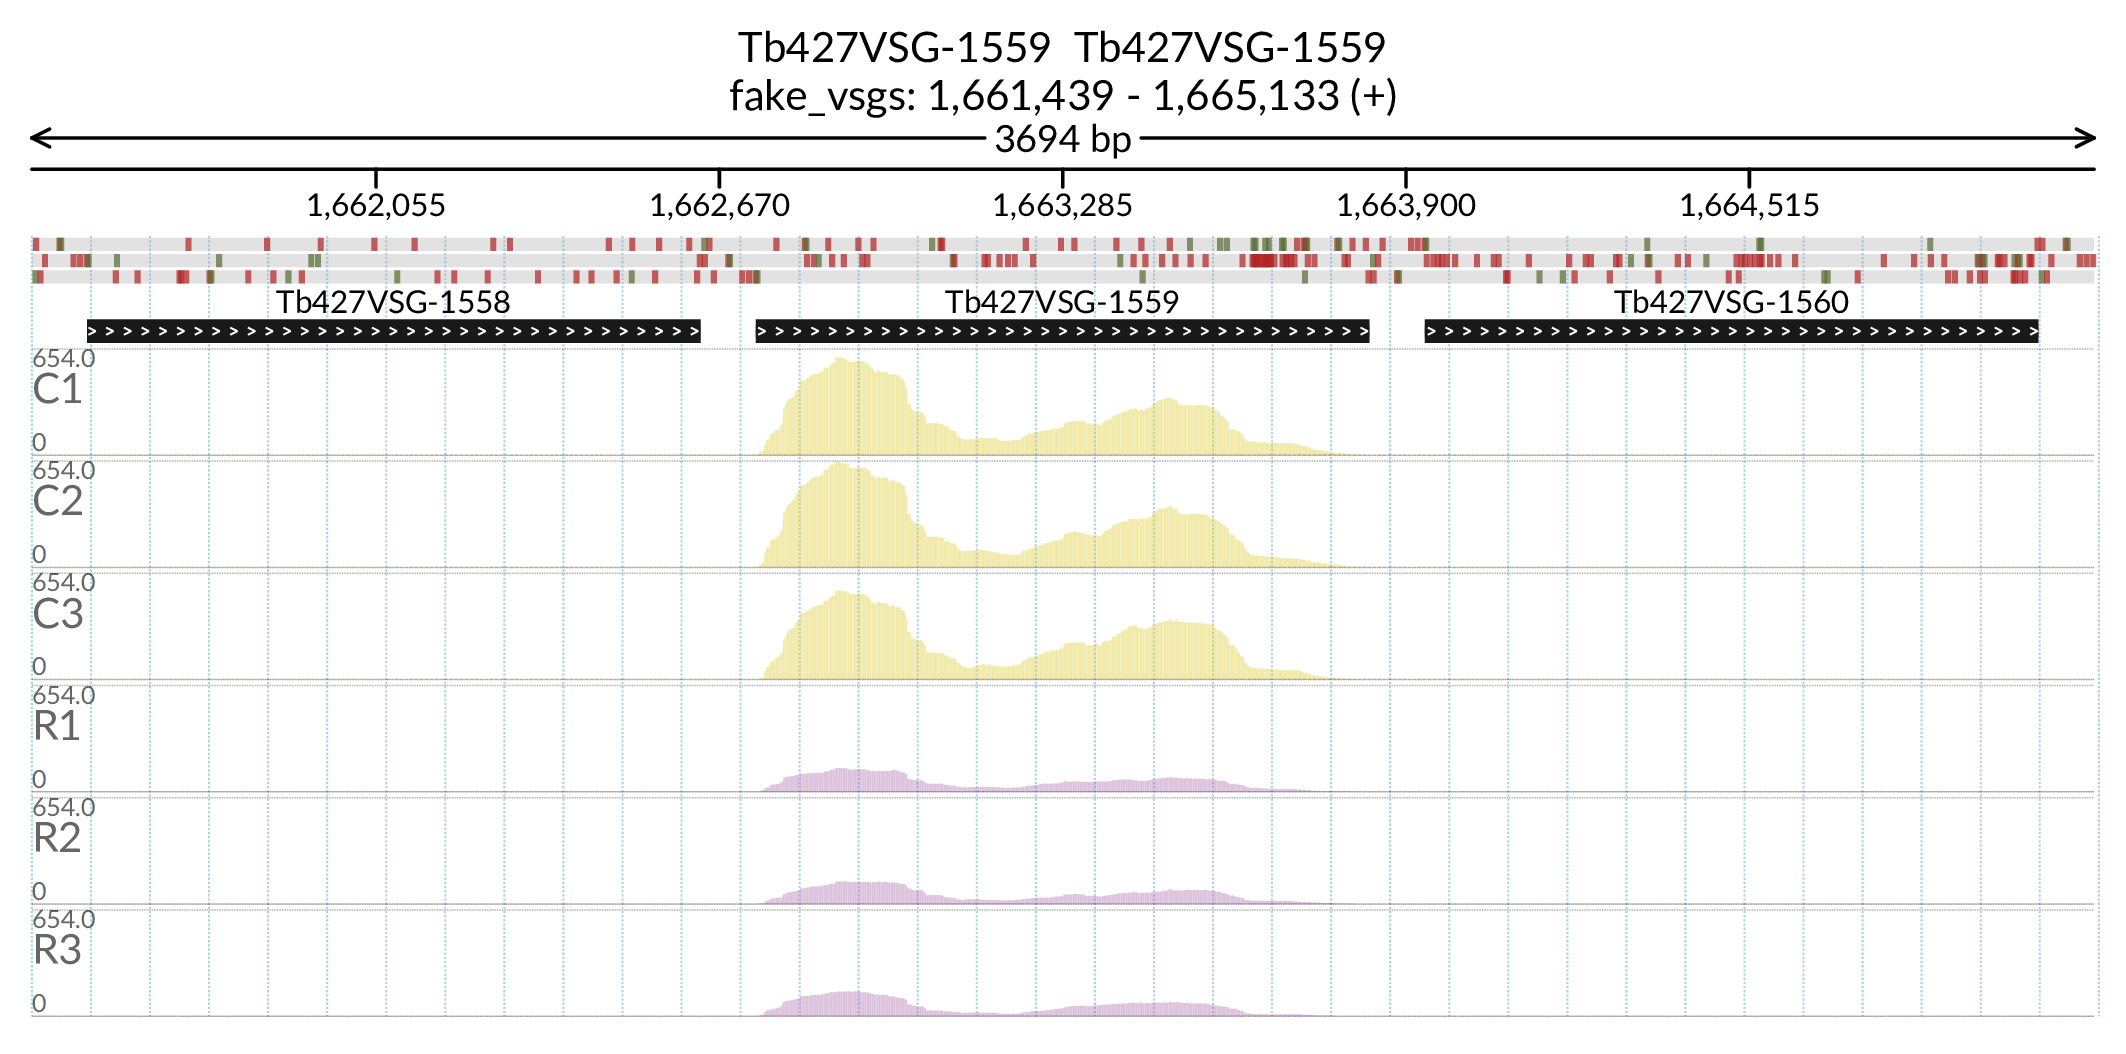 Tb427VSG-1559  Tb427VSG-1559
fake_vsgs: 1,661,439 - 1,665,133 (+)
3694 bp
1,662,055 1,662,670 1,663,285 1,663,900 1,664,515
Tb427VSG-1558 Tb427VSG-1559 Tb427VSG-1560
654.0
C1
0
654.0
C2
0
654.0
C3
0
654.0
R1
0
654.0
R2
0
654.0
R3
0